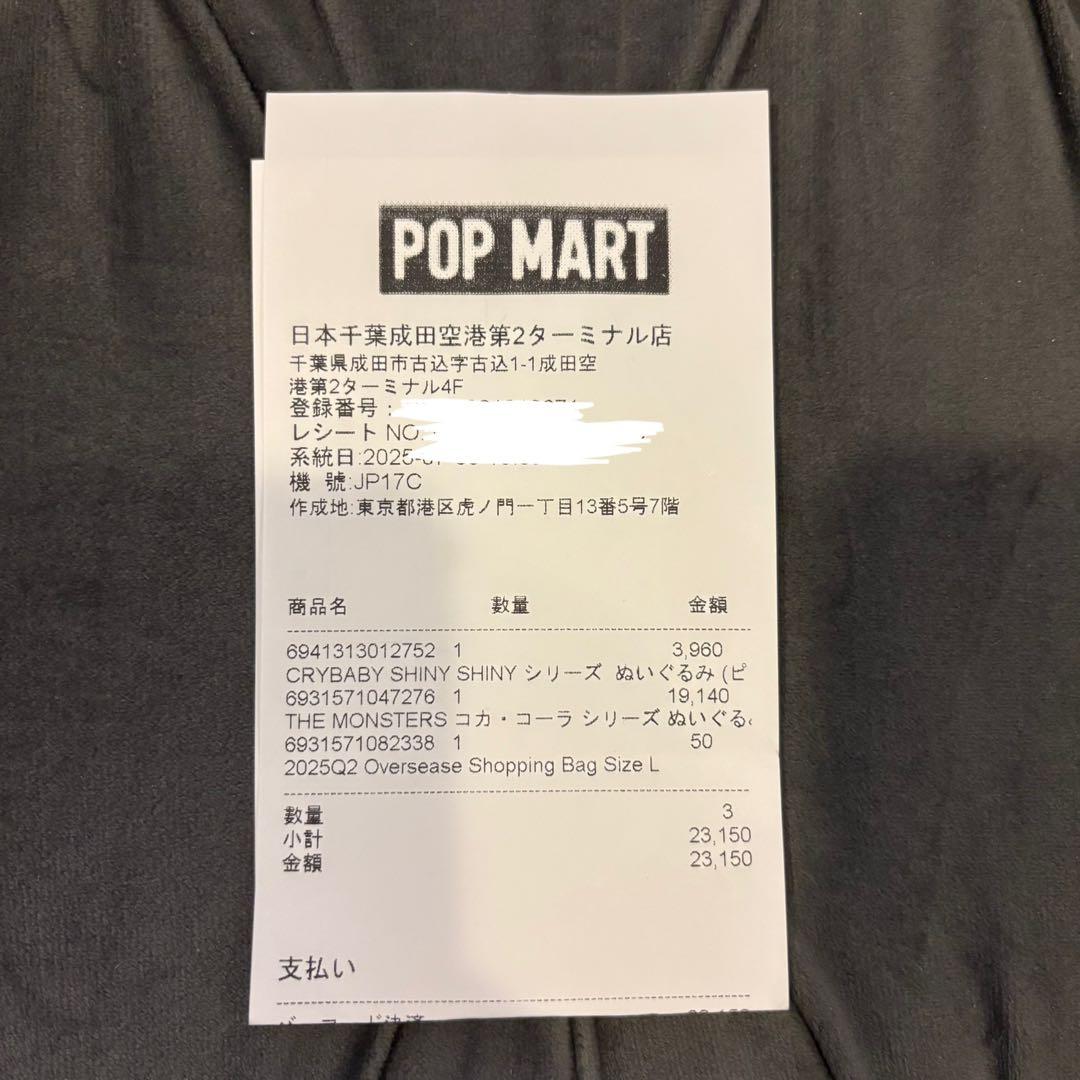 POP MART
日本千葉成田空港第2ターミナル店
千葉県成田市古込字古込1-1成田空
港第2ターミナル4F
登録番号:
レシート NO.
系統日:2025-
機 號:JP17C
作成地:東京都港区虎ノ門一丁目13番5号7階
商品名 數量 金額
6941313012752 1 3,960
CRYBABY SHINY SHINY シリーズ ぬいぐるみ (ピ
6931571047276 1 19,140
THE MONSTERS コカ・コーラ シリーズ ぬいぐる
6931571082338 1 50
2025Q2 Oversease Shopping Bag Size L
數量 3
小計 23,150
金額 23,150
支払い